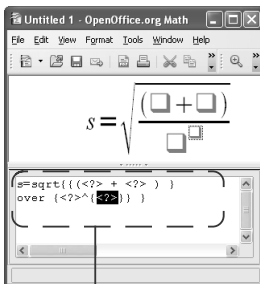 Untitled 1 - OpenOffice.org Math
File Edit View Format Tools Window Help
s=
( + )
s=sqrt{{(<?> + <?> ) }
over {<?>^{<?>}} }